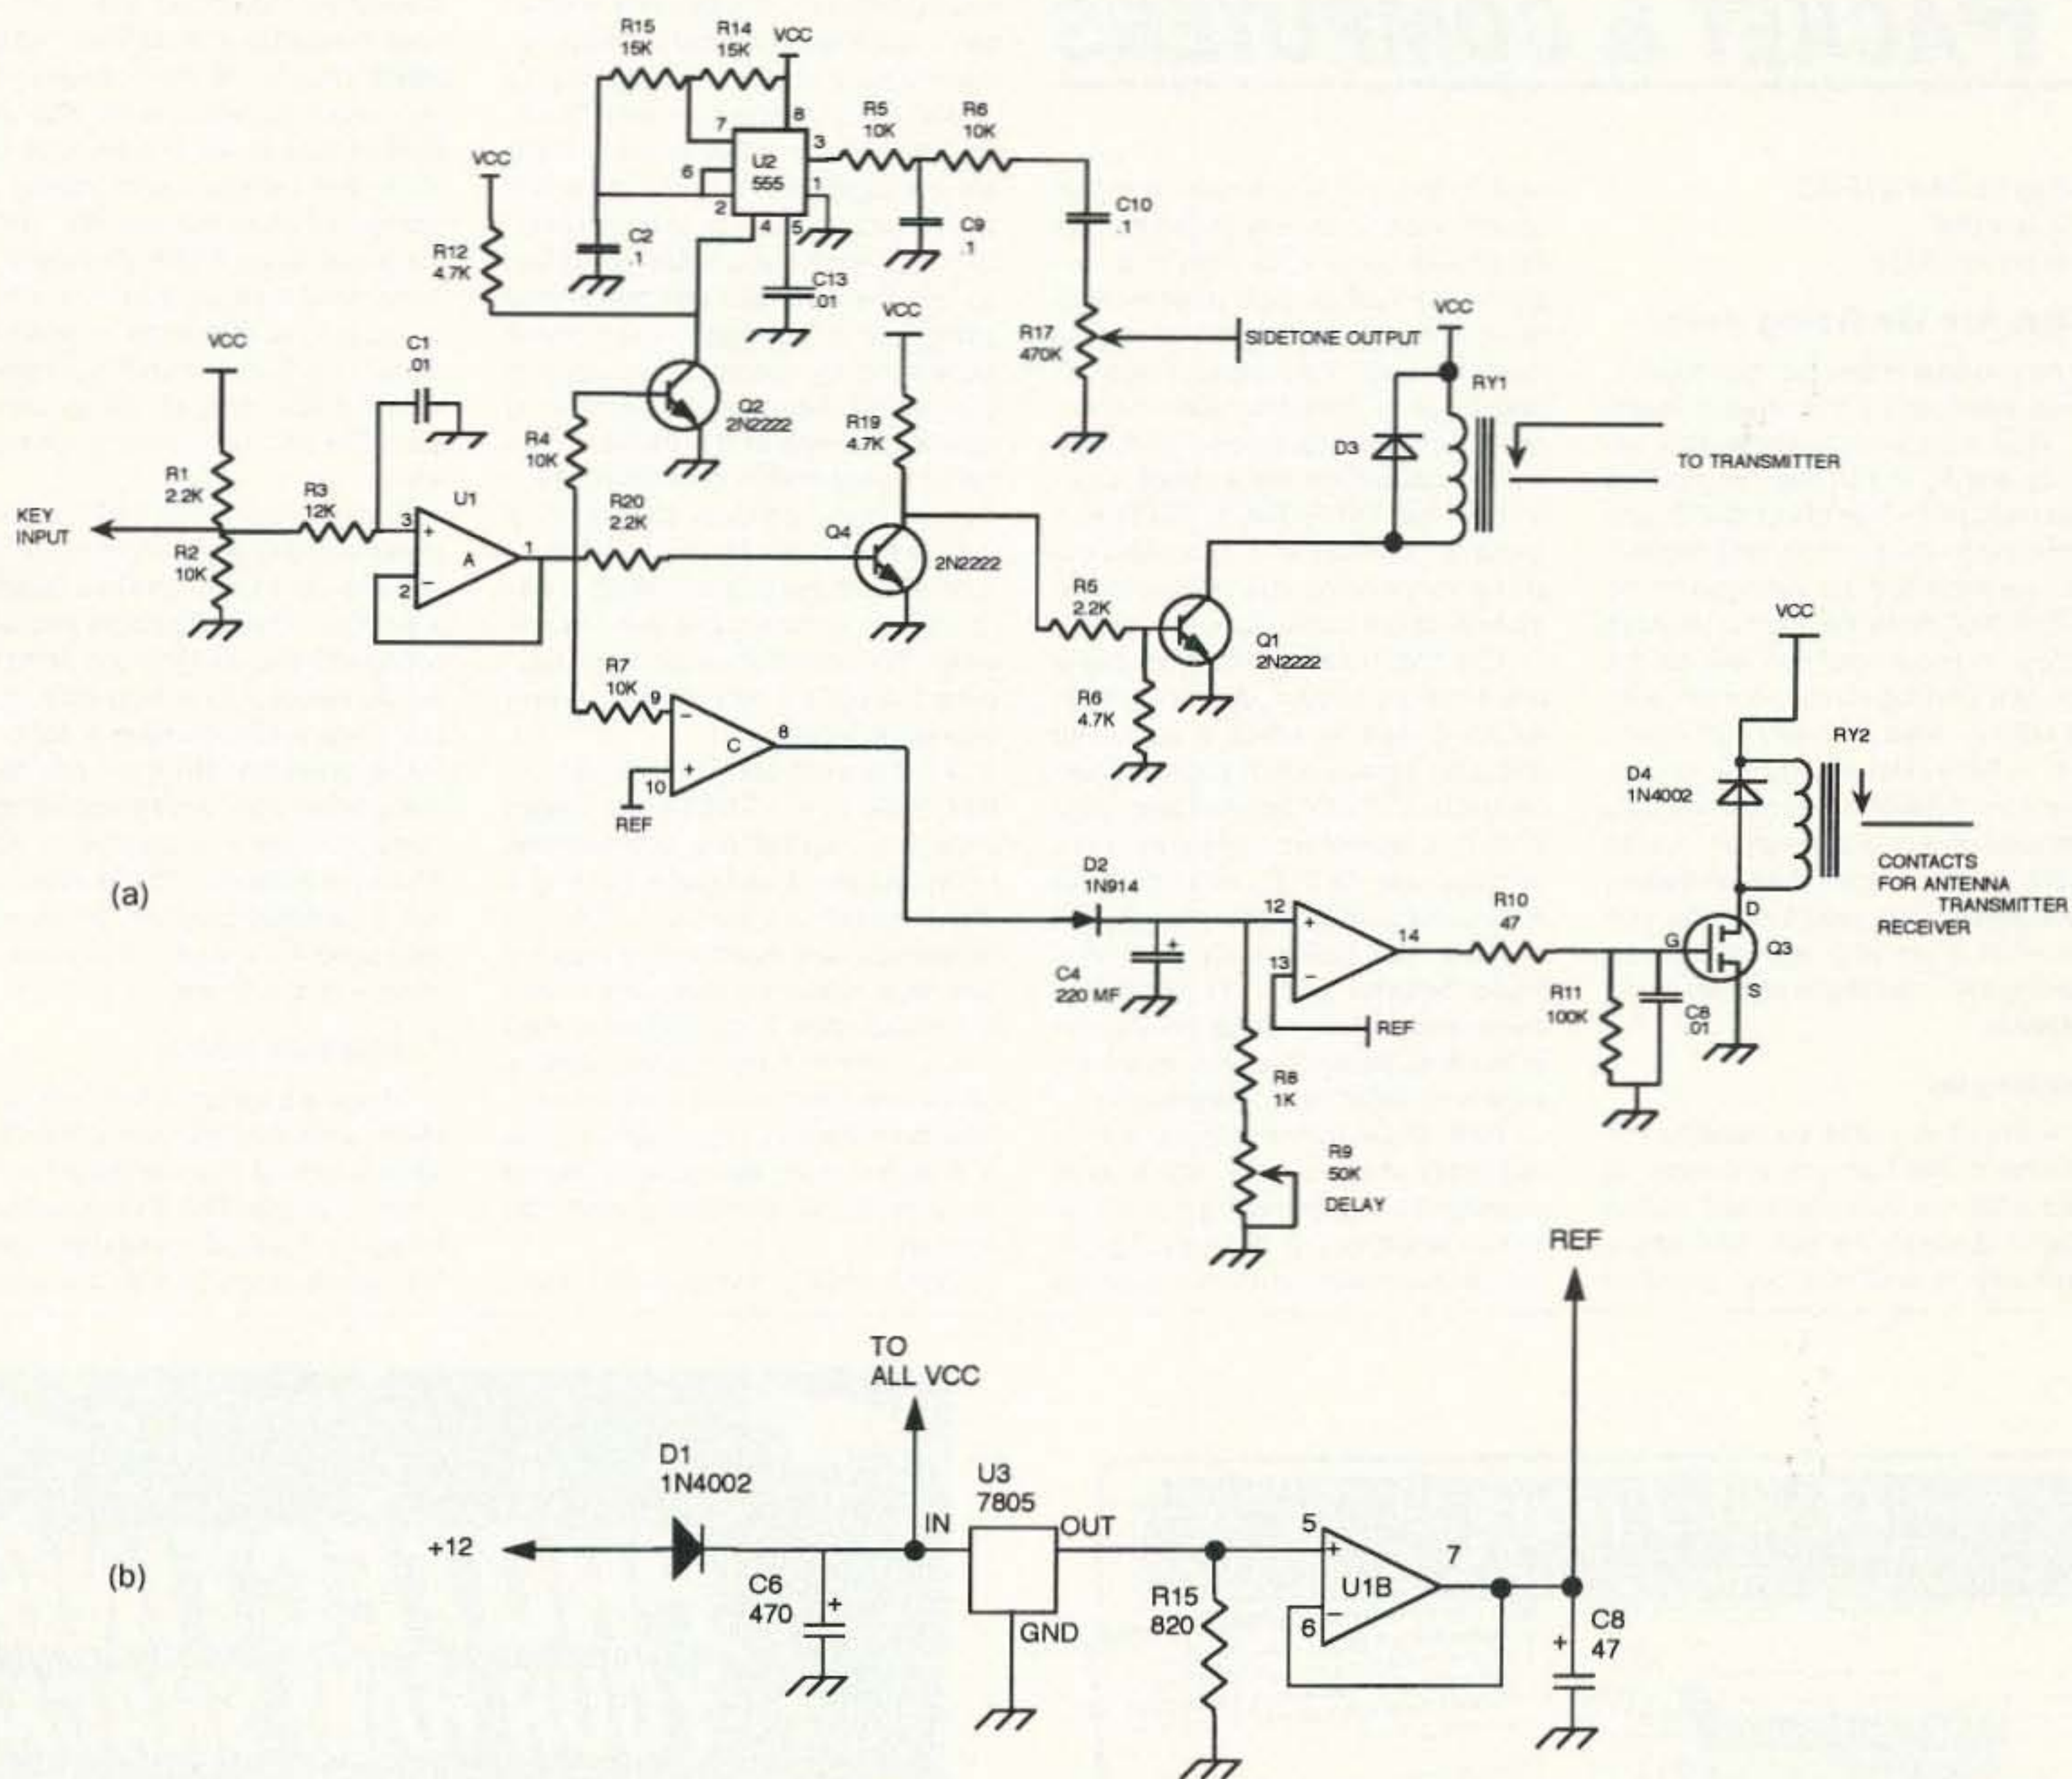 R15
15K
R14
15K
VCC
8
7
6
2
U2
555
3
1
4
5
R5
10K
R6
10K
C9
.1
C10
.1
C2
.1
C13
.01
VCC
R12
4.7K
R17
470K
SIDETONE OUTPUT
VCC
C1
.01
Q2
2N2222
VCC
R19
4.7K
R4
10K
VCC
RY1
D3
TO TRANSMITTER
R1
2.2K
R3
12K
U1
KEY
INPUT
3
+
A
1
2
−
R2
10K
R20
2.2K
Q4
2N2222
R5
2.2K
Q1
2N2222
R6
4.7K
R7
10K
9
−
C
8
+
10
REF
VCC
RY2
D4
1N4002
CONTACTS
FOR ANTENNA
TRANSMITTER
RECEIVER
(a)
D2
1N914
C4
220 MF
+
12
+
13
−
14
REF
R10
47
G
D
Q3
S
R11
100K
C8
.01
R8
1K
R9
50K
DELAY
REF
TO
ALL VCC
D1
1N4002
U3
7805
IN
OUT
GND
+12
(b)
C6
470
+
R15
820
5
+
U1B
7
−
6
C8
47
+